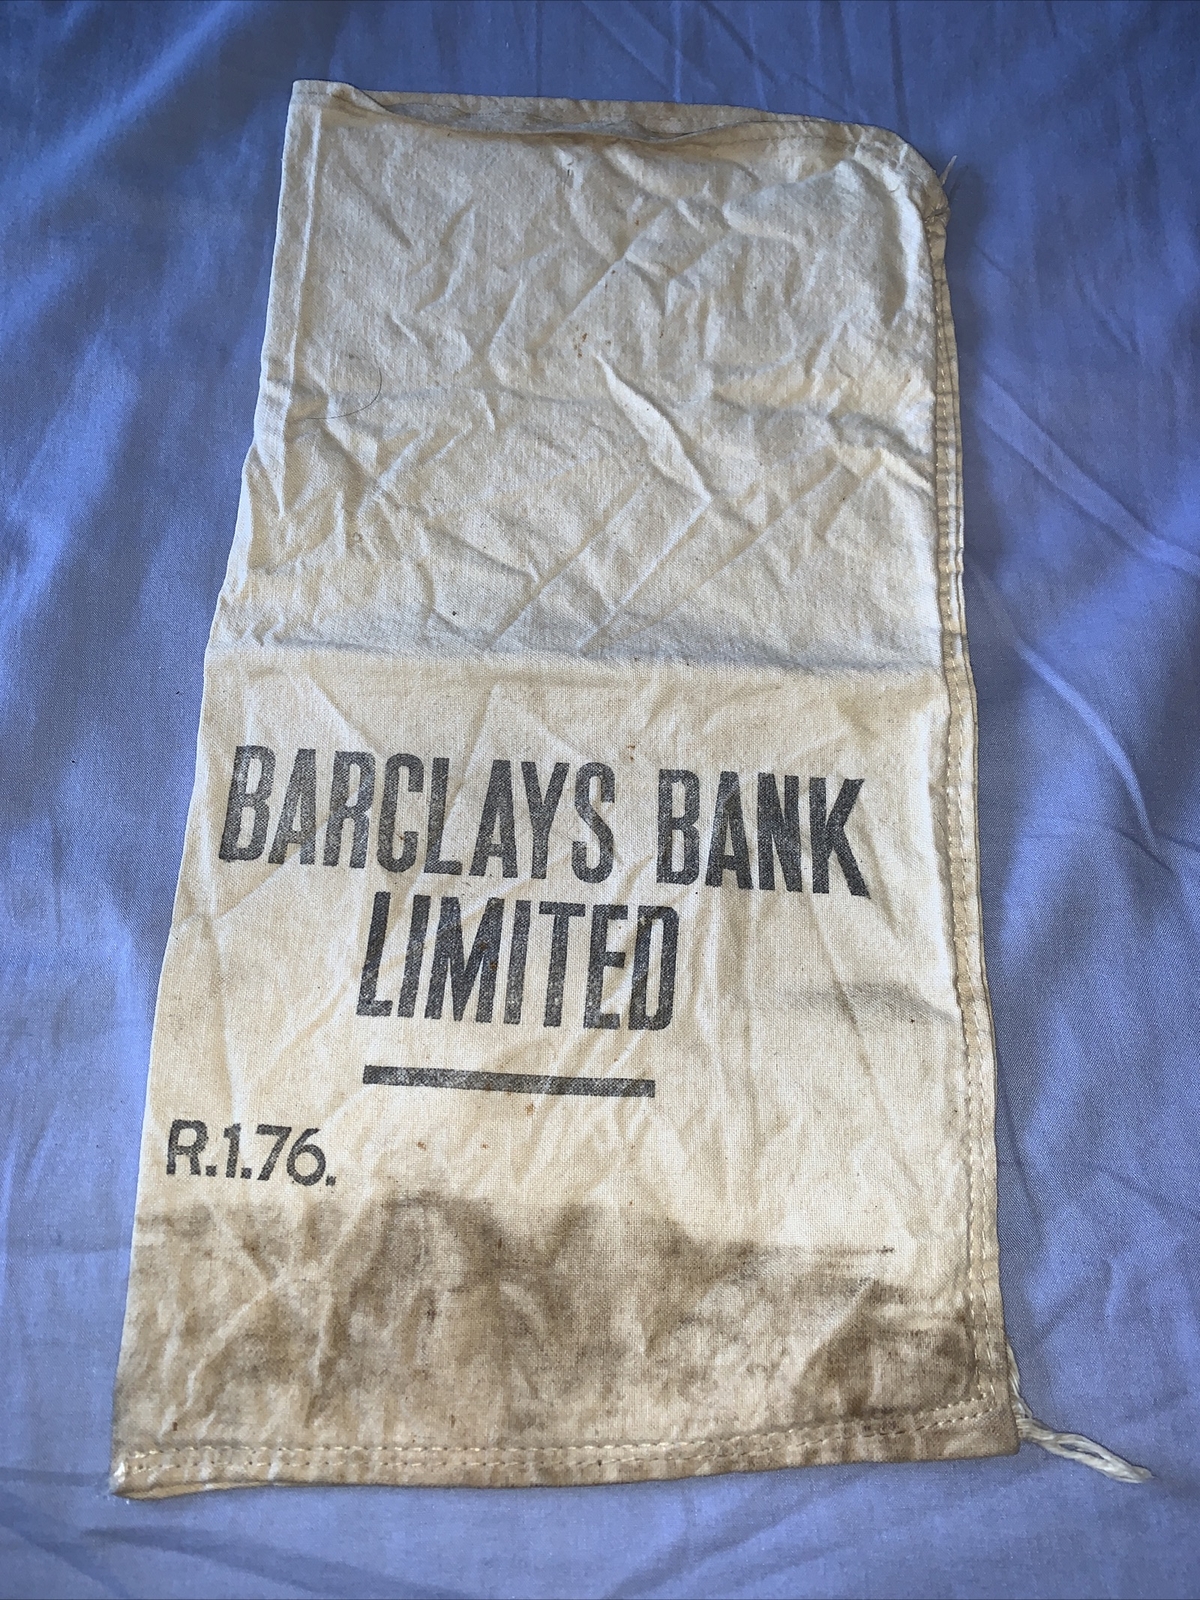 BARCLAYS BANK
LIMITED
R.1.76.